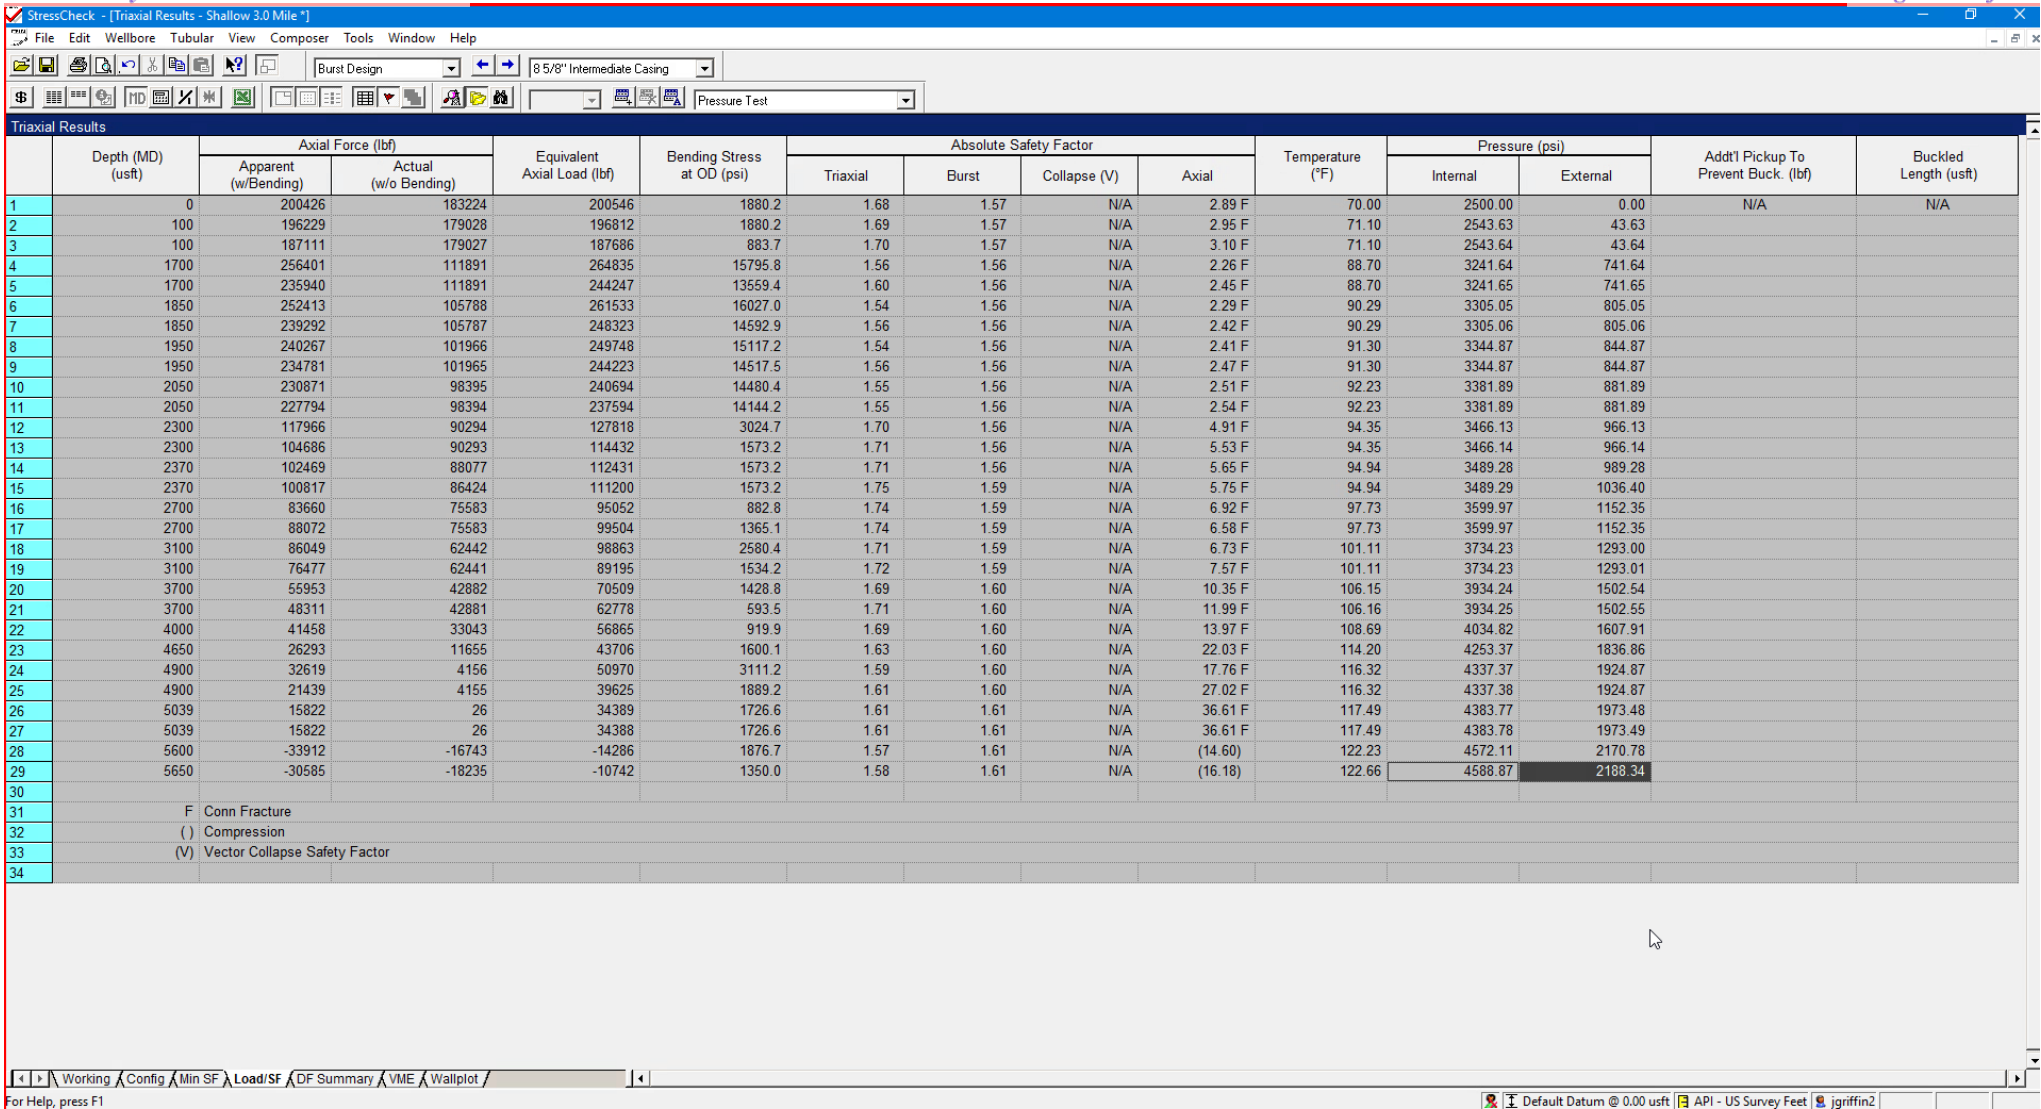 StressCheck - [Triaxial Results - Shallow 3.0 Mile *]
File Edit Wellbore Tubular View Composer Tools Window Help
Burst Design 8 5/8" Intermediate Casing
$ MD Pressure Test
Triaxial Results
Depth (MD) (usft) Axial Force (lbf) Equivalent Axial Load (lbf) Bending Stress at OD (psi) Absolute Safety Factor Temperature (°F) Pressure (psi) Addt'l Pickup To Prevent Buck. (lbf) Buckled Length (usft)
Apparent (w/Bending) Actual (w/o Bending) Triaxial Burst Collapse (V) Axial Internal External
1 0 200426 183224 200546 1880.2 1.68 1.57 N/A 2.89 F 70.00 2500.00 0.00 N/A N/A
2 100 196229 179028 196812 1880.2 1.69 1.57 N/A 2.95 F 71.10 2543.63 43.63
3 100 187111 179027 187686 883.7 1.70 1.57 N/A 3.10 F 71.10 2543.64 43.64
4 1700 256401 111891 264835 15795.8 1.56 1.56 N/A 2.26 F 88.70 3241.64 741.64
5 1700 235940 111891 244247 13559.4 1.60 1.56 N/A 2.45 F 88.70 3241.65 741.65
6 1850 252413 105788 261533 16027.0 1.54 1.56 N/A 2.29 F 90.29 3305.05 805.05
7 1850 239292 105787 248323 14592.9 1.56 1.56 N/A 2.42 F 90.29 3305.06 805.06
8 1950 240267 101966 249748 15117.2 1.54 1.56 N/A 2.41 F 91.30 3344.87 844.87
9 1950 234781 101965 244223 14517.5 1.56 1.56 N/A 2.47 F 91.30 3344.87 844.87
10 2050 230871 98395 240694 14480.4 1.55 1.56 N/A 2.51 F 92.23 3381.89 881.89
11 2050 227794 98394 237594 14144.2 1.55 1.56 N/A 2.54 F 92.23 3381.89 881.89
12 2300 117966 90294 127818 3024.7 1.70 1.56 N/A 4.91 F 94.35 3466.13 966.13
13 2300 104686 90293 114432 1573.2 1.71 1.56 N/A 5.53 F 94.35 3466.14 966.14
14 2370 102469 88077 112431 1573.2 1.71 1.56 N/A 5.65 F 94.94 3489.28 989.28
15 2370 100817 86424 111200 1573.2 1.75 1.59 N/A 5.75 F 94.94 3489.29 1036.40
16 2700 83660 75583 95052 882.8 1.74 1.59 N/A 6.92 F 97.73 3599.97 1152.35
17 2700 88072 75583 99504 1365.1 1.74 1.59 N/A 6.58 F 97.73 3599.97 1152.35
18 3100 86049 62442 98863 2580.4 1.71 1.59 N/A 6.73 F 101.11 3734.23 1293.00
19 3100 76477 62441 89195 1534.2 1.72 1.59 N/A 7.57 F 101.11 3734.23 1293.01
20 3700 55953 42882 70509 1428.8 1.69 1.60 N/A 10.35 F 106.15 3934.24 1502.54
21 3700 48311 42881 62778 593.5 1.71 1.60 N/A 11.99 F 106.16 3934.25 1502.55
22 4000 41458 33043 56865 919.9 1.69 1.60 N/A 13.97 F 108.69 4034.82 1607.91
23 4650 26293 11655 43706 1600.1 1.63 1.60 N/A 22.03 F 114.20 4253.37 1836.86
24 4900 32619 4156 50970 3111.2 1.59 1.60 N/A 17.76 F 116.32 4337.37 1924.87
25 4900 21439 4155 39625 1889.2 1.61 1.60 N/A 27.02 F 116.32 4337.38 1924.87
26 5039 15822 26 34389 1726.6 1.61 1.61 N/A 36.61 F 117.49 4383.77 1973.48
27 5039 15822 26 34388 1726.6 1.61 1.61 N/A 36.61 F 117.49 4383.78 1973.49
28 5600 -33912 -16743 -14286 1876.7 1.57 1.61 N/A (14.60) 122.23 4572.11 2170.78
29 5650 -30585 -18235 -10742 1350.0 1.58 1.61 N/A (16.18) 122.66 4588.87 2188.34
30
31 F Conn Fracture
32 ( ) Compression
33 (V) Vector Collapse Safety Factor
34
Working Config Min SF Load/SF DF Summary VME Wallplot
For Help, press F1 Default Datum @ 0.00 usft API - US Survey Feet jgriffin2